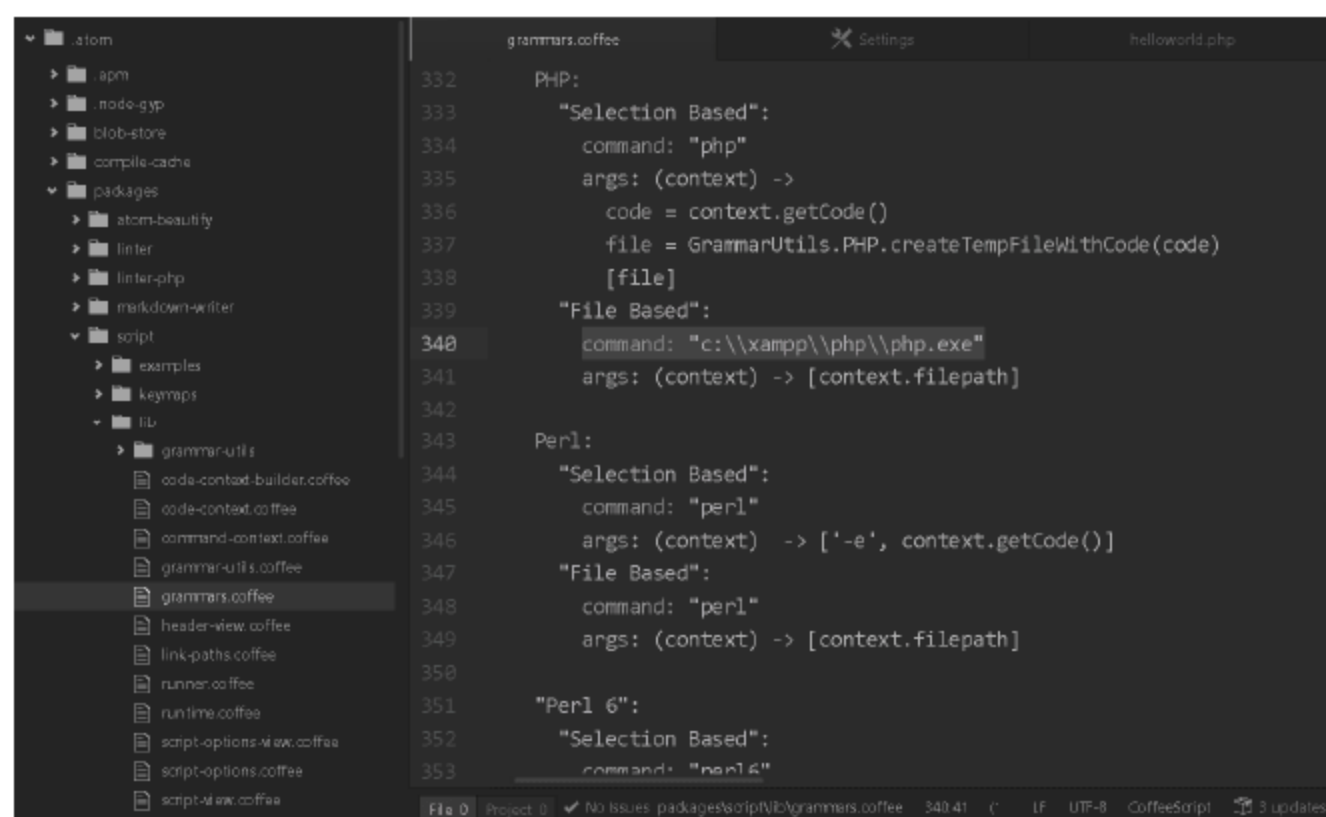 .atom
.apm
.node-gyp
blob-store
compile-cache
packages
atom-beautify
linter
linter-php
markdown-writer
script
examples
keymaps
lib
grammar-utils
code-context-builder.coffee
code-context.coffee
command-context.coffee
grammar-utils.coffee
grammars.coffee
header-view.coffee
link-paths.coffee
runner.coffee
runtime.coffee
script-options-view.coffee
script-options.coffee
script-view.coffee
grammars.coffee Settings helloworld.php
332 PHP:
333 "Selection Based":
334 command: "php"
335 args: (context) ->
336 code = context.getCode()
337 file = GrammarUtils.PHP.createTempFileWithCode(code)
338 [file]
339 "File Based":
340 command: "c:\\xampp\\php\\php.exe"
341 args: (context) -> [context.filepath]
342
343 Perl:
344 "Selection Based":
345 command: "perl"
346 args: (context)  -> ['-e', context.getCode()]
347 "File Based":
348 command: "perl"
349 args: (context) -> [context.filepath]
350
351 "Perl 6":
352 "Selection Based":
353 command: "perl6"
File 0 Project 0 No Issues packages\script\lib\grammars.coffee 340:41 LF UTF-8 CoffeeScript 3 updates